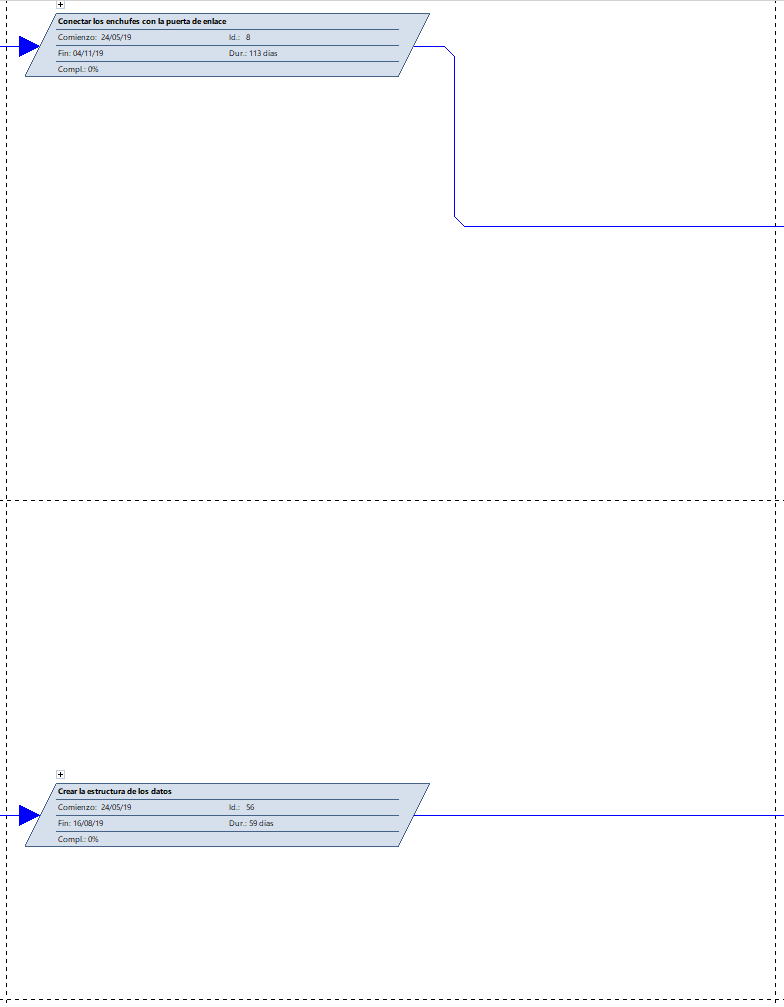 Conectar los enchufes con la puerta de enlace
Comienzo: 24/05/19 Id.: 8
Fin: 04/11/19 Dur.: 113 días
Compl.: 0%
Crear la estructura de los datos
Comienzo: 24/05/19 Id.: 56
Fin: 16/08/19 Dur.: 59 días
Compl.: 0%